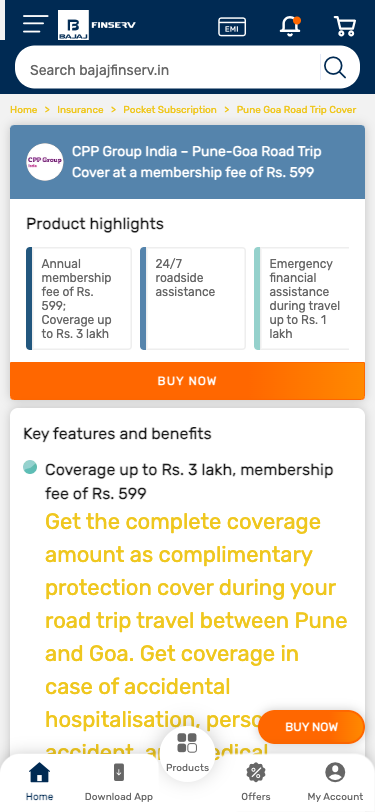 BAJAJ
FINSERV
EMI
Search bajajfinserv.in
Home > Insurance > Pocket Subscription > Pune Goa Road Trip Cover
CPP Group
India
CPP Group India – Pune-Goa Road Trip
Cover at a membership fee of Rs. 599
Product highlights
Annual
membership
fee of Rs.
599;
Coverage up
to Rs. 3 lakh
24/7
roadside
assistance
Emergency
financial
assistance
during travel
up to Rs. 1
lakh
BUY NOW
Key features and benefits
Coverage up to Rs. 3 lakh, membership
fee of Rs. 599
Get the complete coverage
amount as complimentary
protection cover during your
road trip travel between Pune
and Goa. Get coverage in
case of accidental
hospitalisation,
BUY NOW
accident,
Products
Home
Download App
Offers
My Account